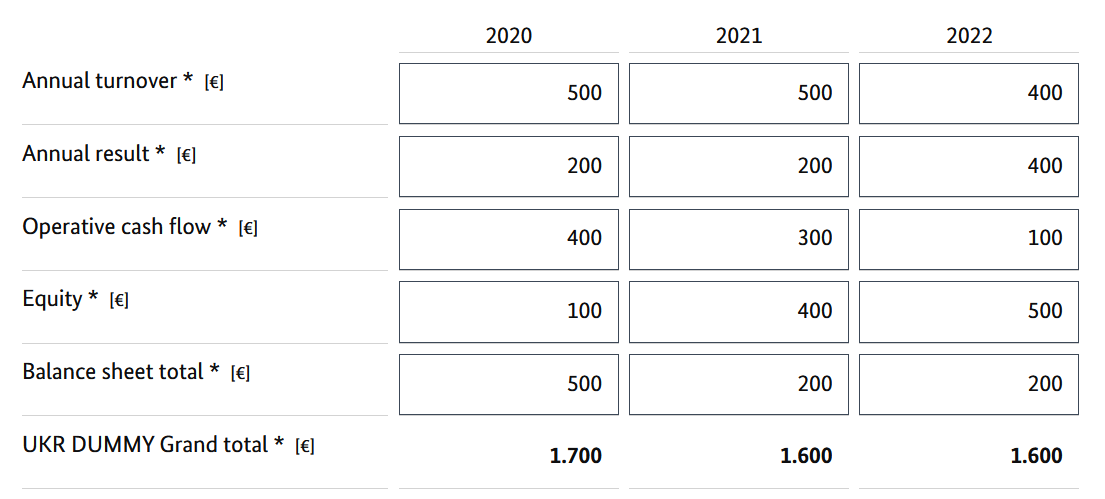 2020 2021 2022
Annual turnover * [€] 500 500 400
Annual result * [€] 200 200 400
Operative cash flow * [€] 400 300 100
Equity * [€] 100 400 500
Balance sheet total * [€] 500 200 200
UKR DUMMY Grand total * [€] 1.700 1.600 1.600